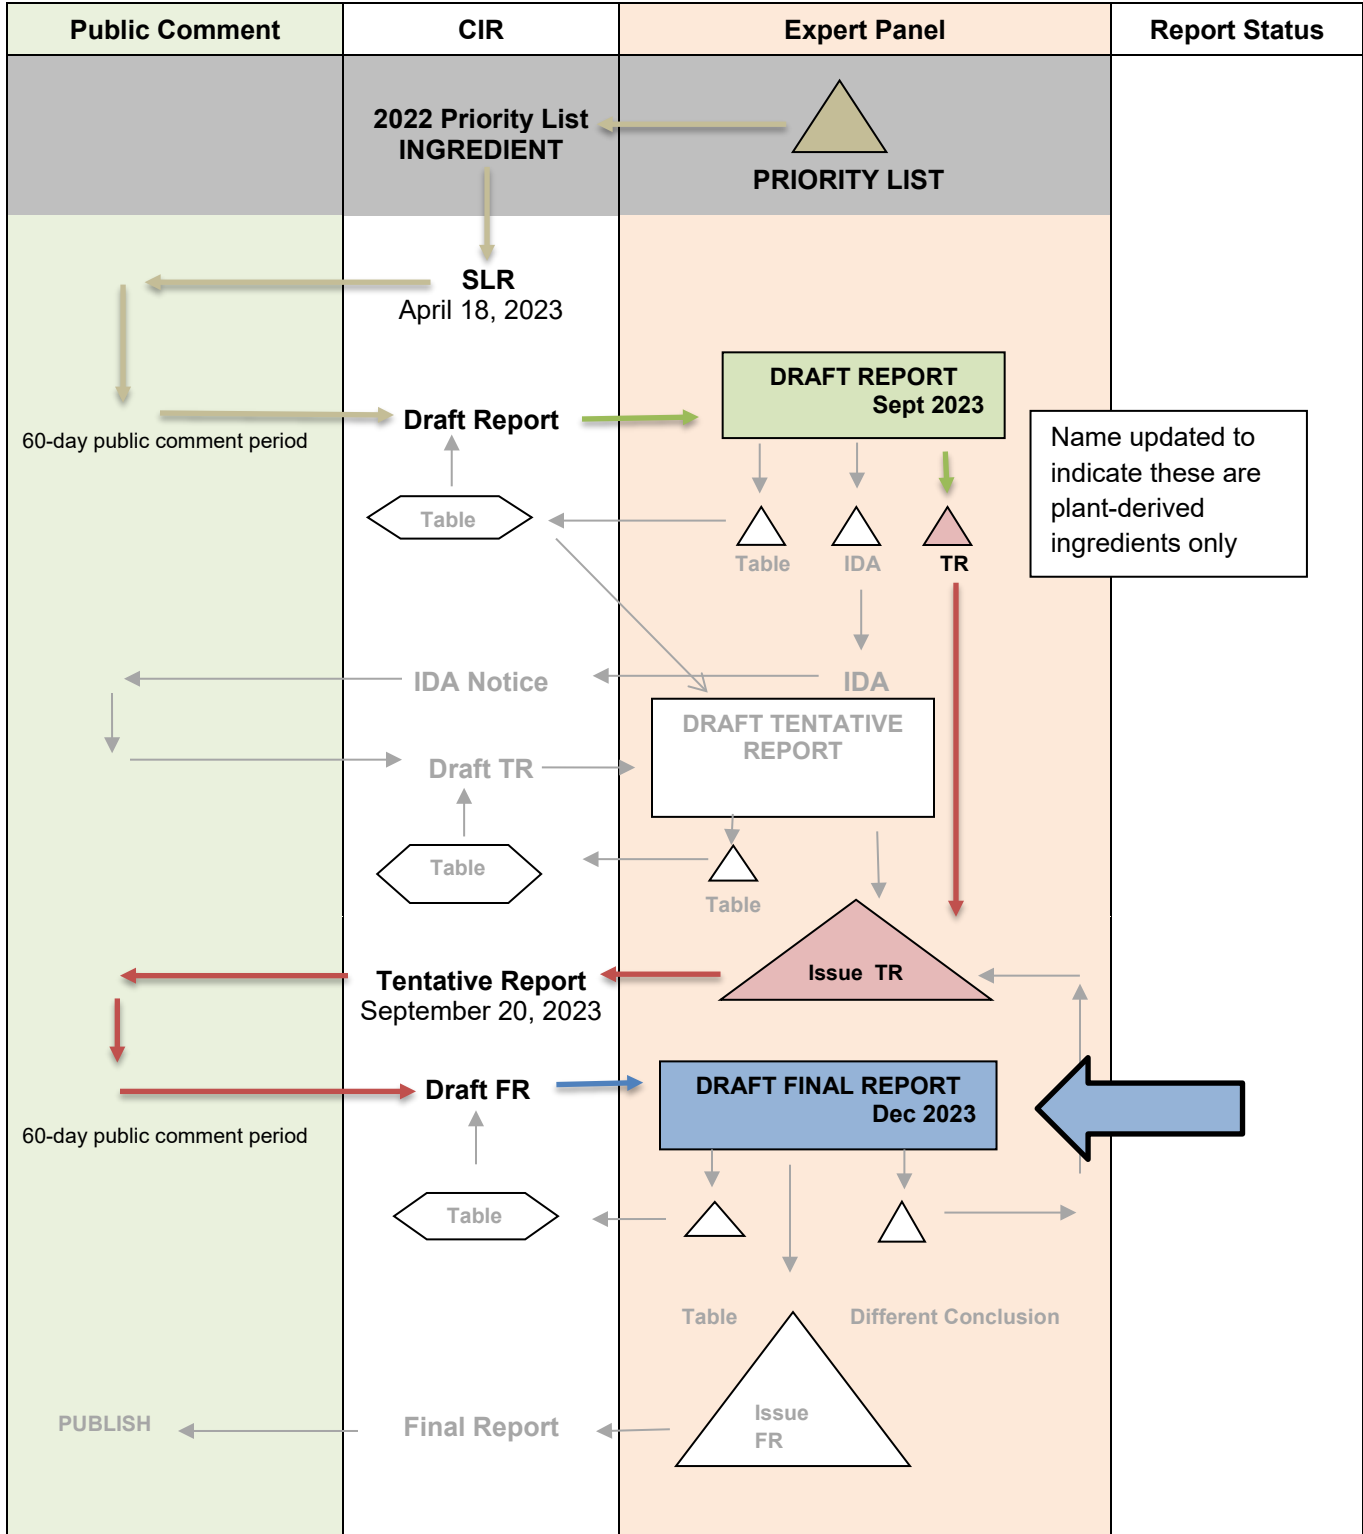 Public Comment
CIR
Expert Panel
Report Status
2022 Priority List
INGREDIENT
PRIORITY LIST
SLR
April 18, 2023
60-day public comment period
Draft Report
DRAFT REPORT
Sept 2023
Name updated to
indicate these are
plant-derived
ingredients only
Table
Table
IDA
TR
IDA Notice
IDA
DRAFT TENTATIVE
REPORT
Draft TR
Table
Table
Issue TR
Tentative Report
September 20, 2023
60-day public comment period
Draft FR
DRAFT FINAL REPORT
Dec 2023
Table
Table
Different Conclusion
PUBLISH
Final Report
Issue
FR